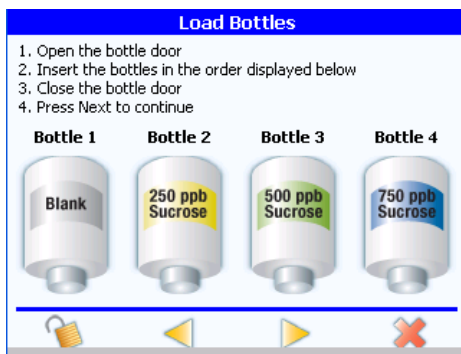 Load Bottles
1. Open the bottle door
2. Insert the bottles in the order displayed below
3. Close the bottle door
4. Press Next to continue
Bottle 1 Bottle 2 Bottle 3 Bottle 4
Blank
250 ppb
Sucrose
500 ppb
Sucrose
750 ppb
Sucrose